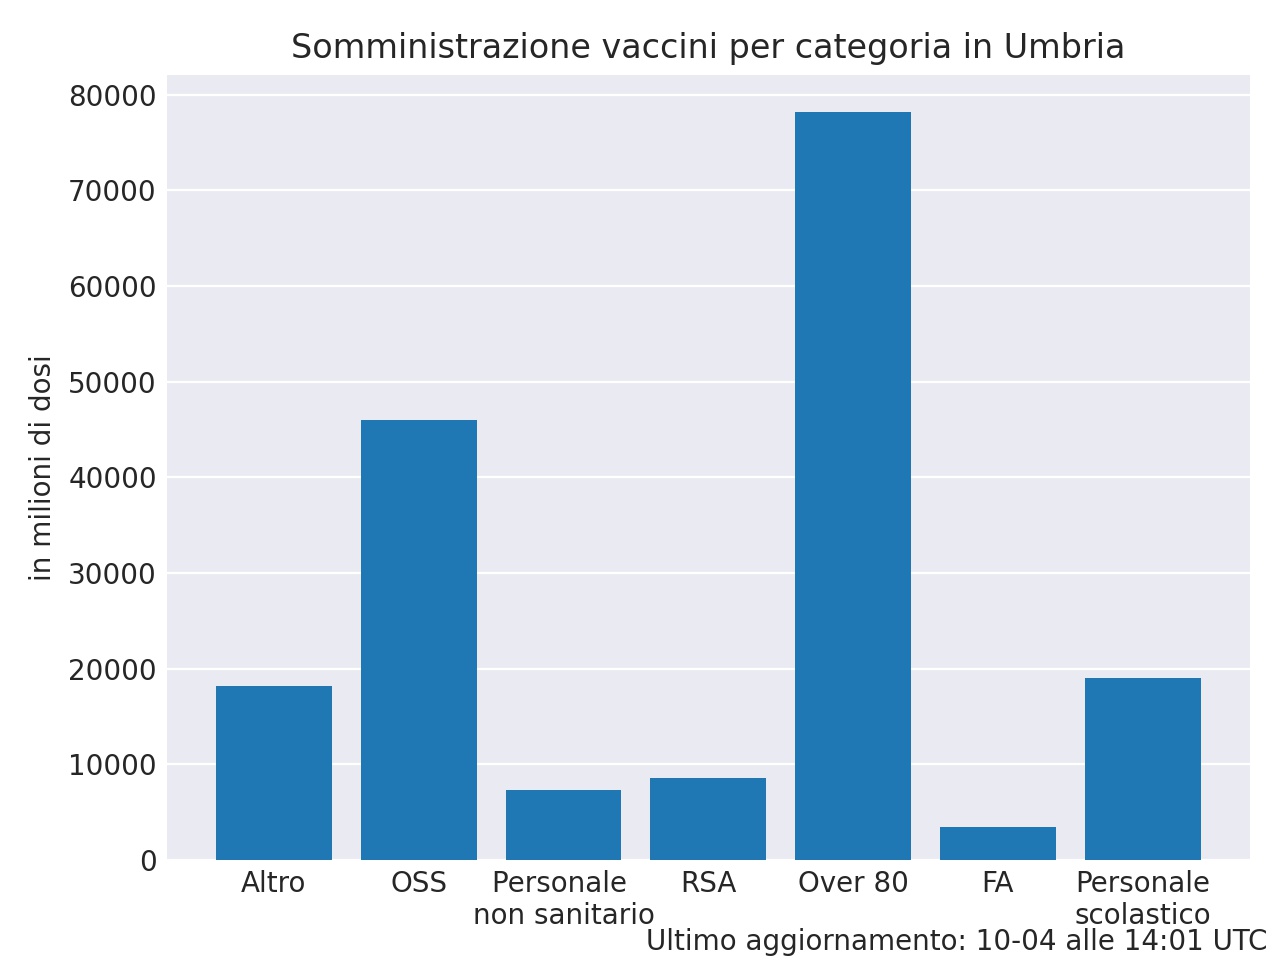 Somministrazione vaccini per categoria in Umbria
in milioni di dosi
80000
70000
60000
50000
40000
30000
20000
10000
0
Altro
OSS
Personale
non sanitario
RSA
Over 80
FA
Personale
scolastico
Ultimo aggiornamento: 10-04 alle 14:01 UTC